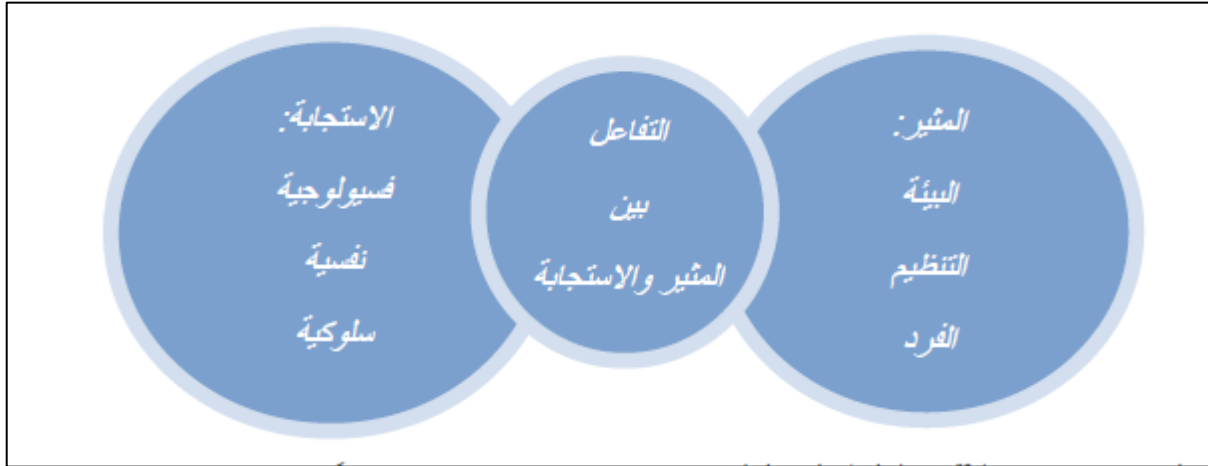 المثير:
البيئة
التنظيم
الفرد
التفاعل
بين
المثير والاستجابة
الاستجابة:
فسيولوجية
نفسية
سلوكية